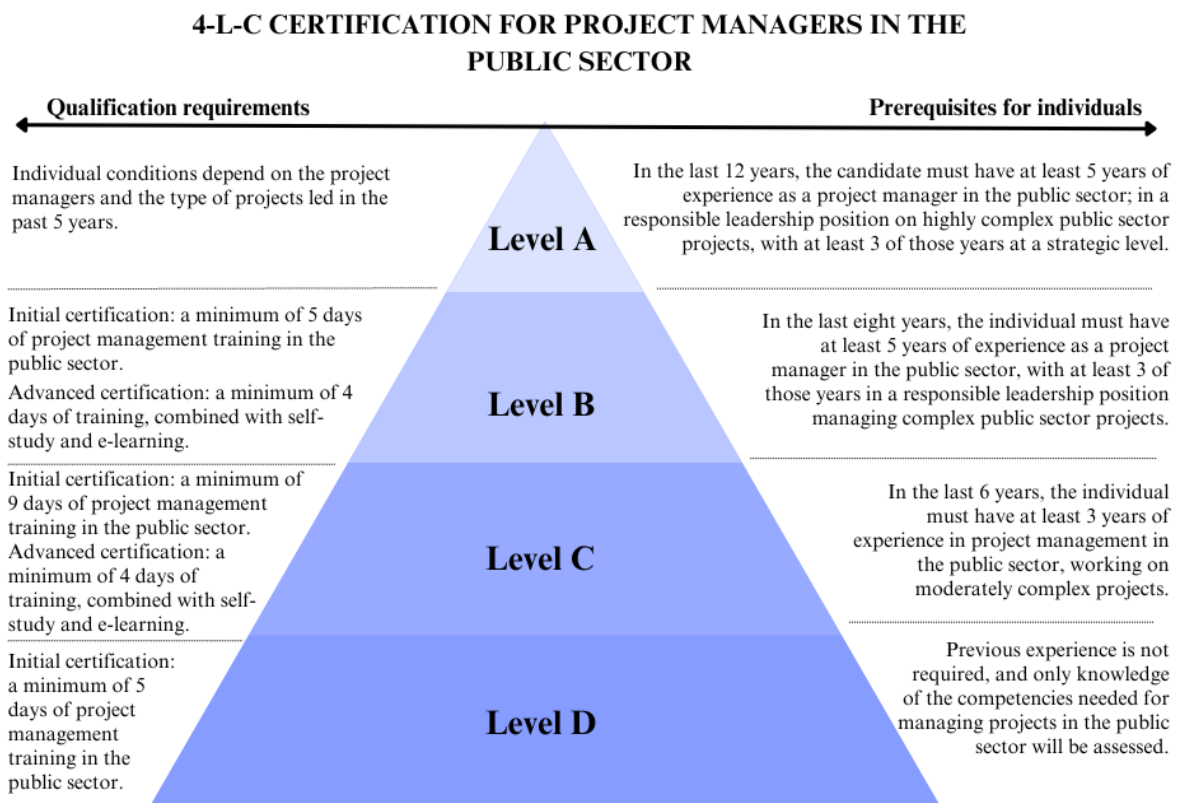 4-L-C CERTIFICATION FOR PROJECT MANAGERS IN THE
PUBLIC SECTOR
Qualification requirements
Prerequisites for individuals
Individual conditions depend on the project
managers and the type of projects led in the
past 5 years.
Level A
In the last 12 years, the candidate must have at least 5 years of
experience as a project manager in the public sector; in a
responsible leadership position on highly complex public sector
projects, with at least 3 of those years at a strategic level.
Initial certification: a minimum of 5 days
of project management training in the
public sector.
Advanced certification: a minimum of 4
days of training, combined with self-
study and e-learning.
Level B
In the last eight years, the individual must have
at least 5 years of experience as a project
manager in the public sector, with at least 3 of
those years in a responsible leadership position
managing complex public sector projects.
Initial certification: a minimum of
9 days of project management
training in the public sector.
Advanced certification: a
minimum of 4 days of
training, combined with self-
study and e-learning.
Level C
In the last 6 years, the individual
must have at least 3 years of
experience in project management in
the public sector, working on
moderately complex projects.
Initial certification:
a minimum of 5
days of project
management
training in the
public sector.
Level D
Previous experience is not
required, and only knowledge
of the competencies needed for
managing projects in the public
sector will be assessed.